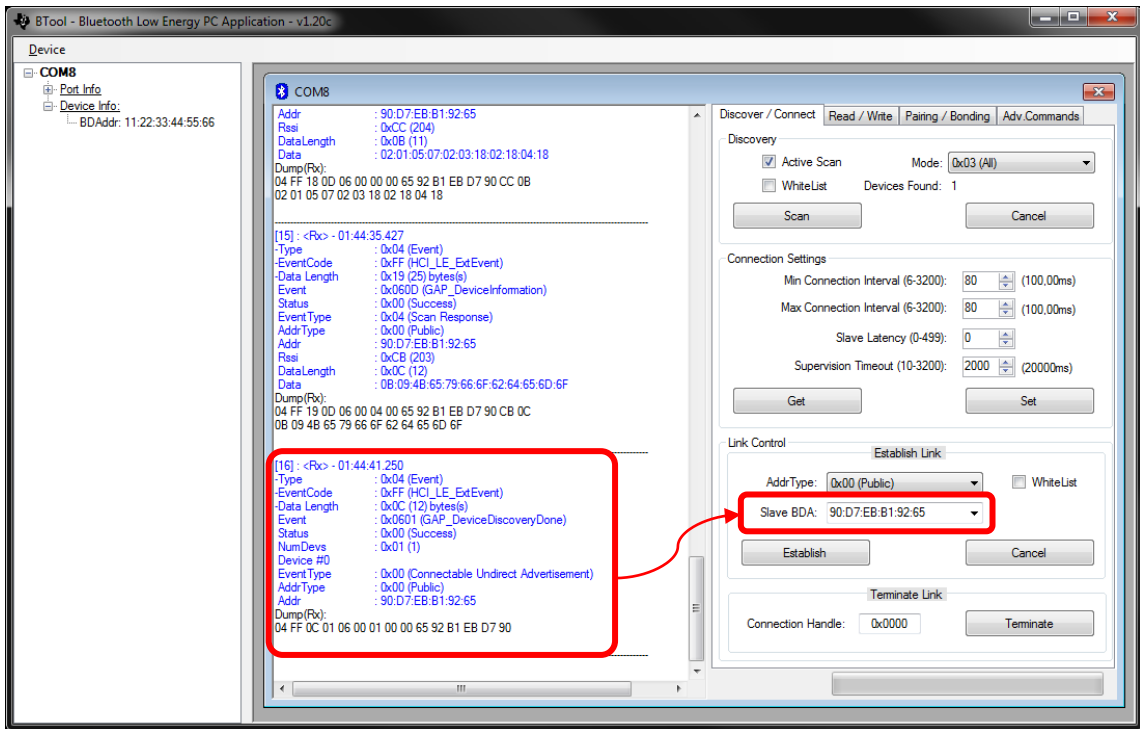 BTool - Bluetooth Low Energy PC Application - v1.20c
Device
COM8
Port Info
Device Info:
BDAddr: 11:22:33:44:55:66
COM8
Addr : 90:D7:EB:B1:92:65
Rssi : 0xCC (204)
DataLength : 0x0B (11)
Data : 02:01:05:07:02:03:18:02:18:04:18
Dump(Rx):
04 FF 18 0D 06 00 00 00 65 92 B1 EB D7 90 CC 0B
02 01 05 07 02 03 18 02 18 04 18
[15] : <Rx> - 01:44:35.427
-Type : 0x04 (Event)
-EventCode : 0xFF (HCI_LE_ExtEvent)
-Data Length : 0x19 (25) bytes(s)
Event : 0x060D (GAP_DeviceInformation)
Status : 0x00 (Success)
EventType : 0x04 (Scan Response)
AddrType : 0x00 (Public)
Addr : 90:D7:EB:B1:92:65
Rssi : 0xCB (203)
DataLength : 0x0C (12)
Data : 0B:09:4B:65:79:66:6F:62:64:65:6D:6F
Dump(Rx):
04 FF 19 0D 06 00 04 00 65 92 B1 EB D7 90 CB 0C
0B 09 4B 65 79 66 6F 62 64 65 6D 6F
[16] : <Rx> - 01:44:41.250
-Type : 0x04 (Event)
-EventCode : 0xFF (HCI_LE_ExtEvent)
-Data Length : 0x0C (12) bytes(s)
Event : 0x0601 (GAP_DeviceDiscoveryDone)
Status : 0x00 (Success)
NumDevs : 0x01 (1)
Device #0
EventType : 0x00 (Connectable Undirect Advertisement)
AddrType : 0x00 (Public)
Addr : 90:D7:EB:B1:92:65
Dump(Rx):
04 FF 0C 01 06 00 01 00 00 65 92 B1 EB D7 90
Discover / Connect Read / Write Pairing / Bonding Adv.Commands
Discovery
Active Scan Mode: 0x03 (All)
WhiteList Devices Found: 1
Scan Cancel
Connection Settings
Min Connection Interval (6-3200): 80 (100,00ms)
Max Connection Interval (6-3200): 80 (100,00ms)
Slave Latency (0-499): 0
Supervision Timeout (10-3200): 2000 (20000ms)
Get Set
Link Control
Establish Link
AddrType: 0x00 (Public) WhiteList
Slave BDA: 90:D7:EB:B1:92:65
Establish Cancel
Terminate Link
Connection Handle: 0x0000 Terminate